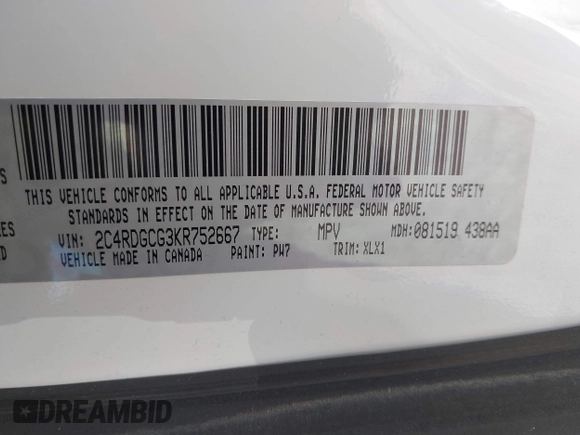 THIS VEHICLE CONFORMS TO ALL APPLICABLE U.S.A. FEDERAL MOTOR VEHICLE SAFETY
STANDARDS IN EFFECT ON THE DATE OF MANUFACTURE SHOWN ABOVE.
VIN: 2C4RDGCG3KR752667 TYPE: MPV MDH: 081519 438AA
VEHICLE MADE IN CANADA PAINT: PW7 TRIM: XLX1
DREAMBID